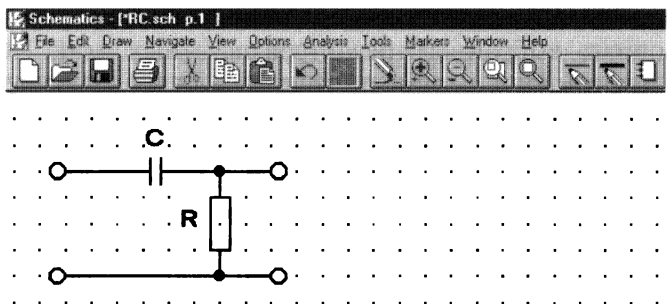 Schematics - [*RC.sch p.1 ]
File Edit Draw Navigate View Options Analysis Tools Markers Window Help
C
R